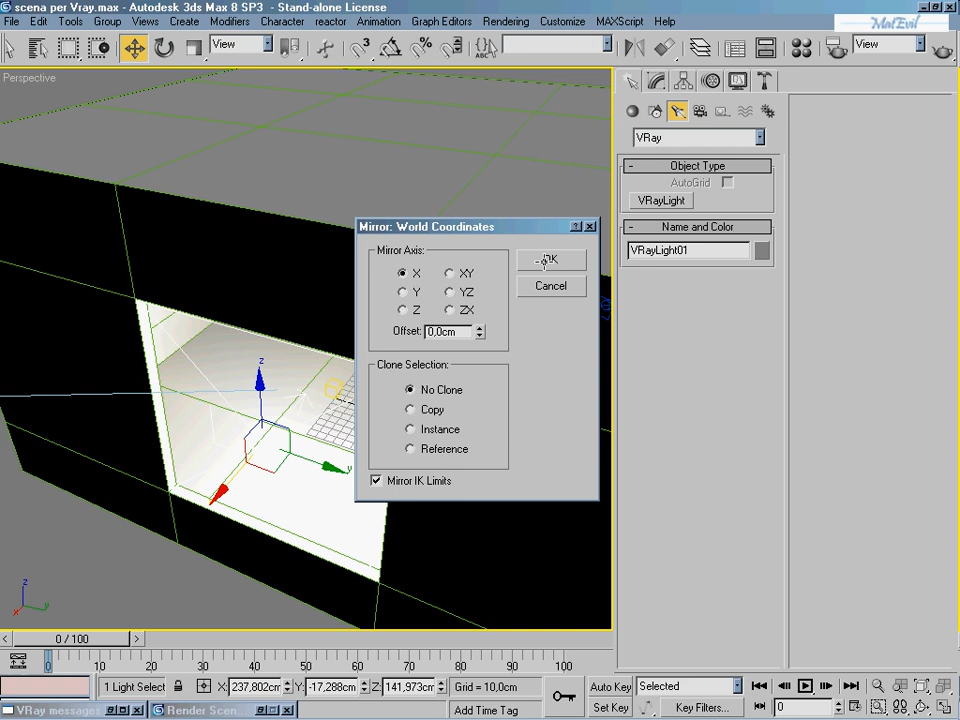 scena per Vray.max - Autodesk 3ds Max 8 SP3 - Stand-alone License
File Edit Tools Group Views Create Modifiers Character reactor Animation Graph Editors Rendering Customize MAXScript Help
MatEvil
View
3
%
ABC
View
Perspective
VRay
- Object Type
AutoGrid
VRayLight
- Name and Color
VRayLight01
Mirror: World Coordinates
Mirror Axis:
OK
X XY
Y YZ
Cancel
Z ZX
Offset: 0,0cm
Clone Selection:
No Clone
Copy
Instance
Reference
Mirror IK Limits
z
y
z
x y
< 0 / 100 >
0 10 20 30 40 50 60 70 80 90 100
1 Light Select X: 237,802cm Y: -17,288cm Z: 141,973cm Grid = 10,0cm Auto Key Selected
VRay messages Render Scen... Add Time Tag Set Key Key Filters... 0